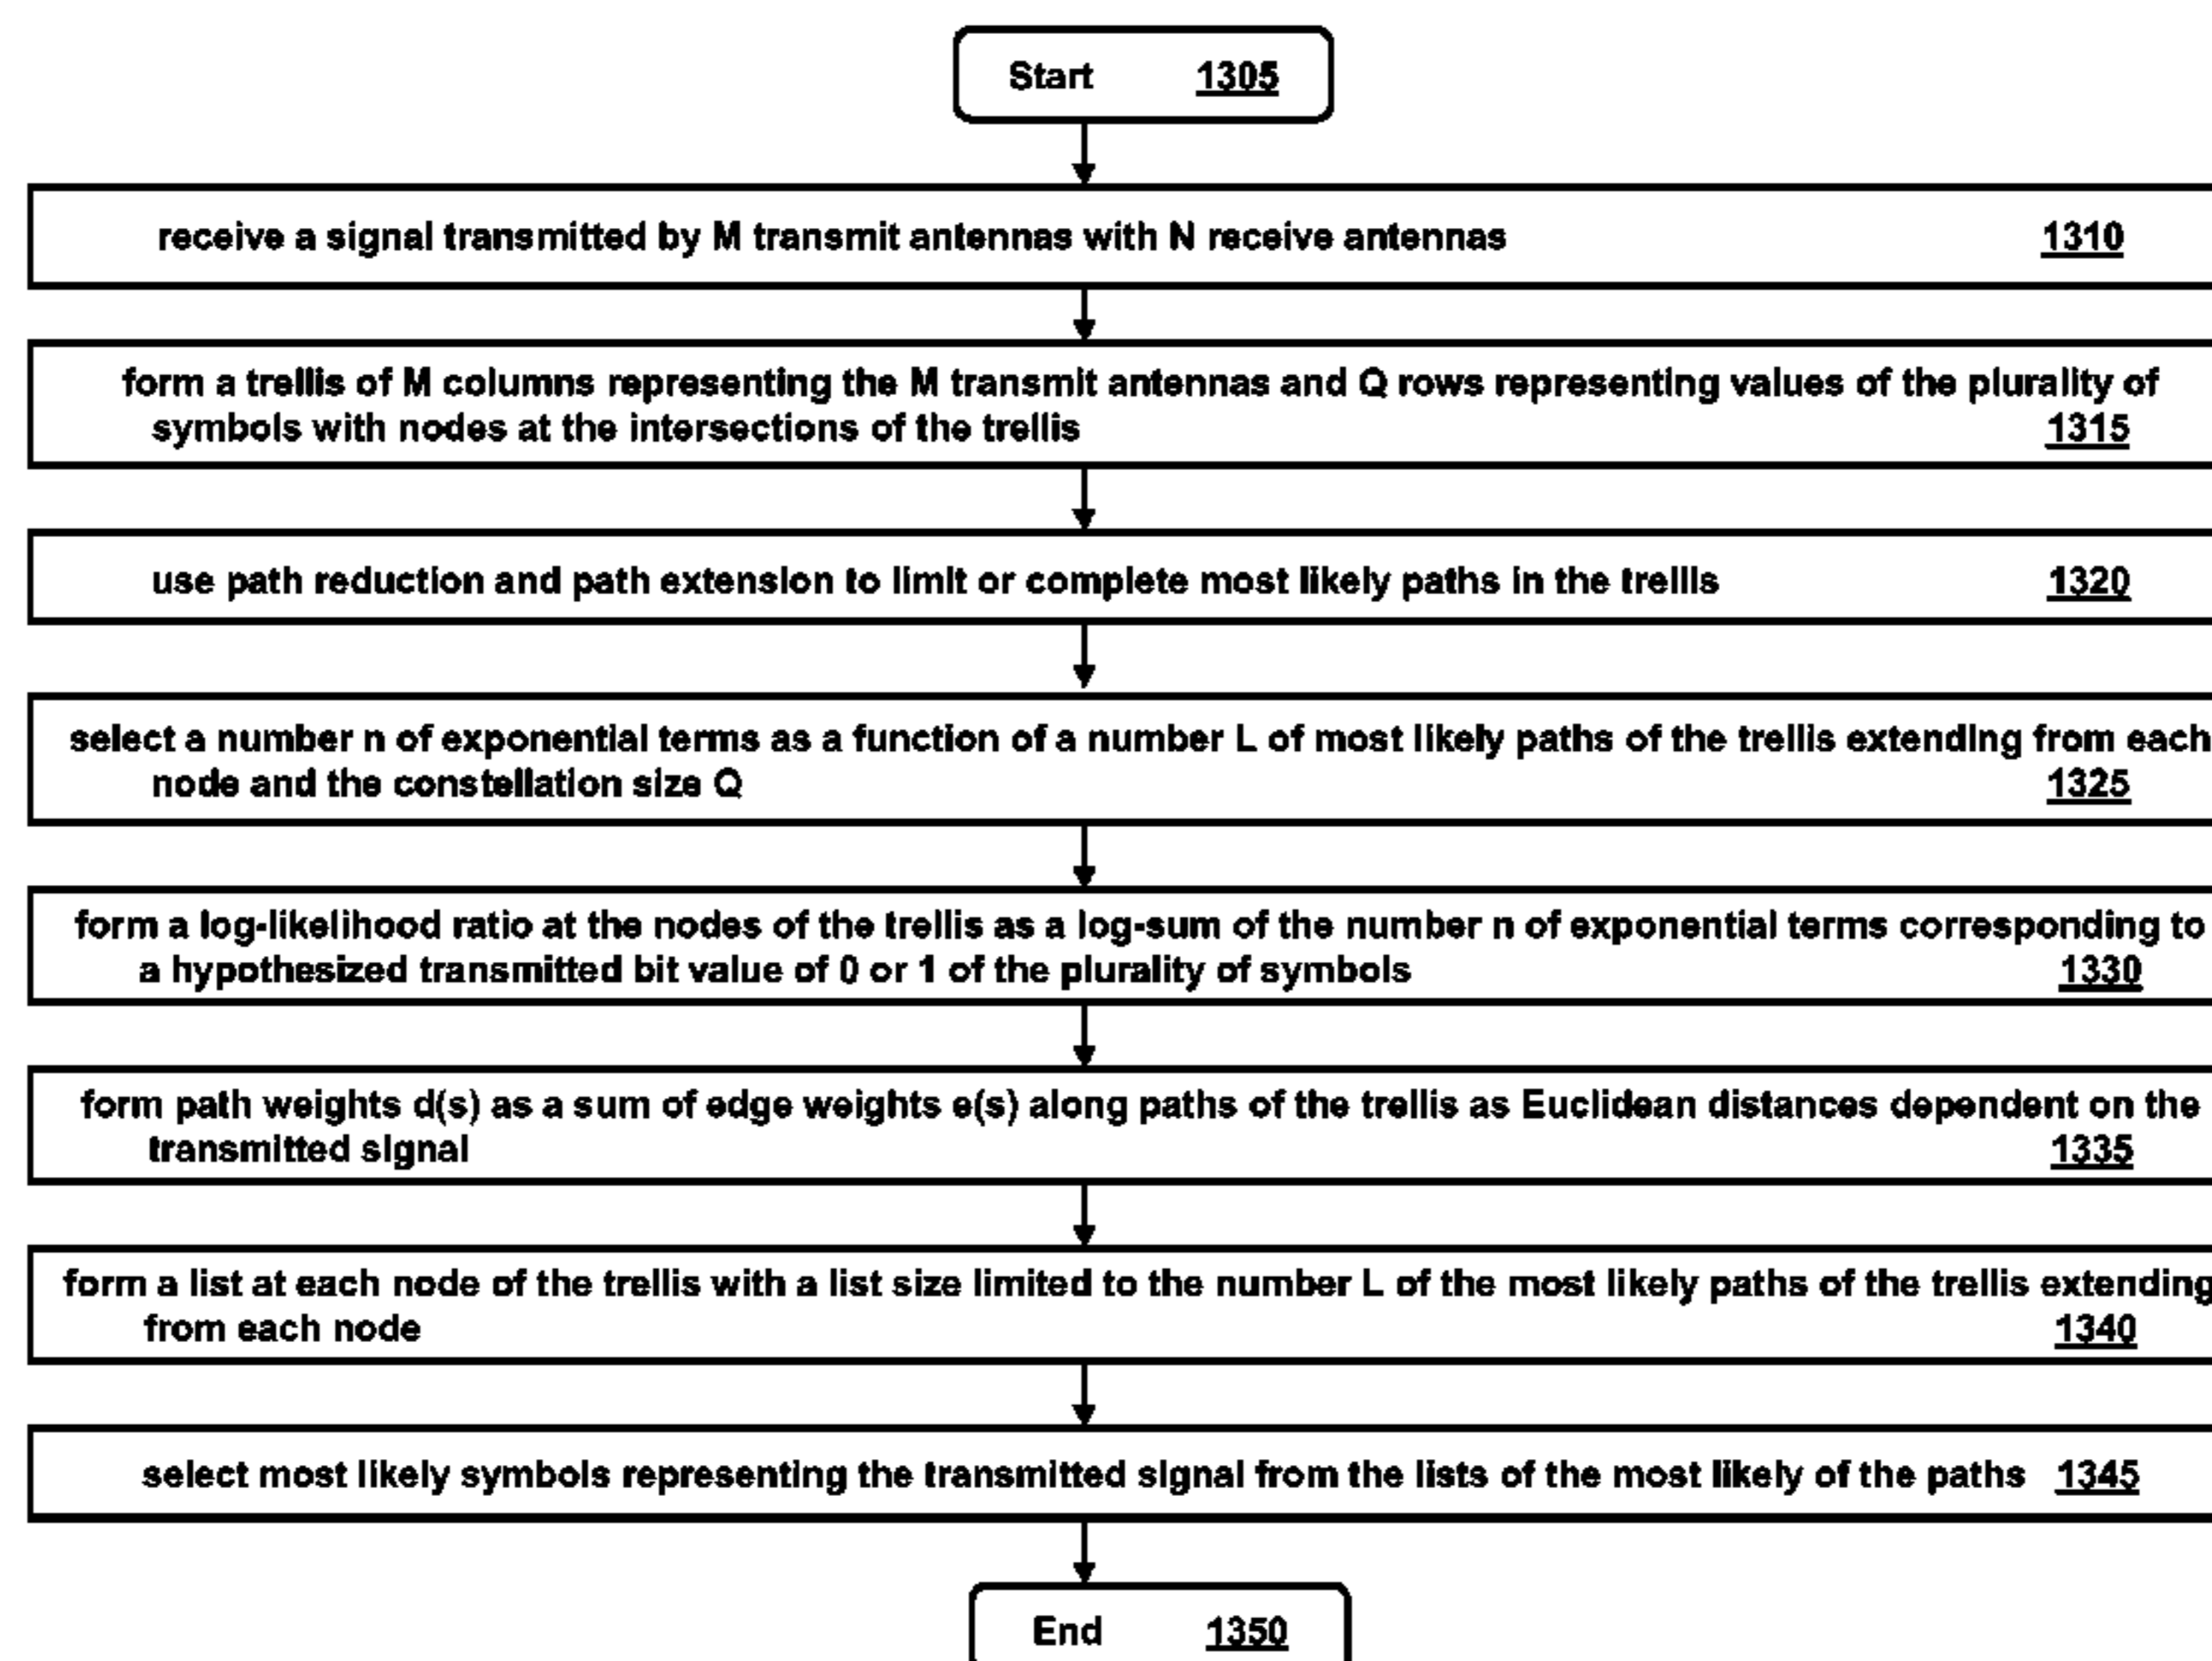 Start 1305
receive a signal transmitted by M transmit antennas with N receive antennas 1310
form a trellis of M columns representing the M transmit antennas and Q rows representing values of the plurality of
symbols with nodes at the intersections of the trellis 1315
use path reduction and path extension to limit or complete most likely paths in the trellis 1320
select a number n of exponential terms as a function of a number L of most likely paths of the trellis extending from each
node and the constellation size Q 1325
form a log-likelihood ratio at the nodes of the trellis as a log-sum of the number n of exponential terms corresponding to
a hypothesized transmitted bit value of 0 or 1 of the plurality of symbols 1330
form path weights d(s) as a sum of edge weights e(s) along paths of the trellis as Euclidean distances dependent on the
transmitted signal 1335
form a list at each node of the trellis with a list size limited to the number L of the most likely paths of the trellis extending
from each node 1340
select most likely symbols representing the transmitted signal from the lists of the most likely of the paths 1345
End 1350